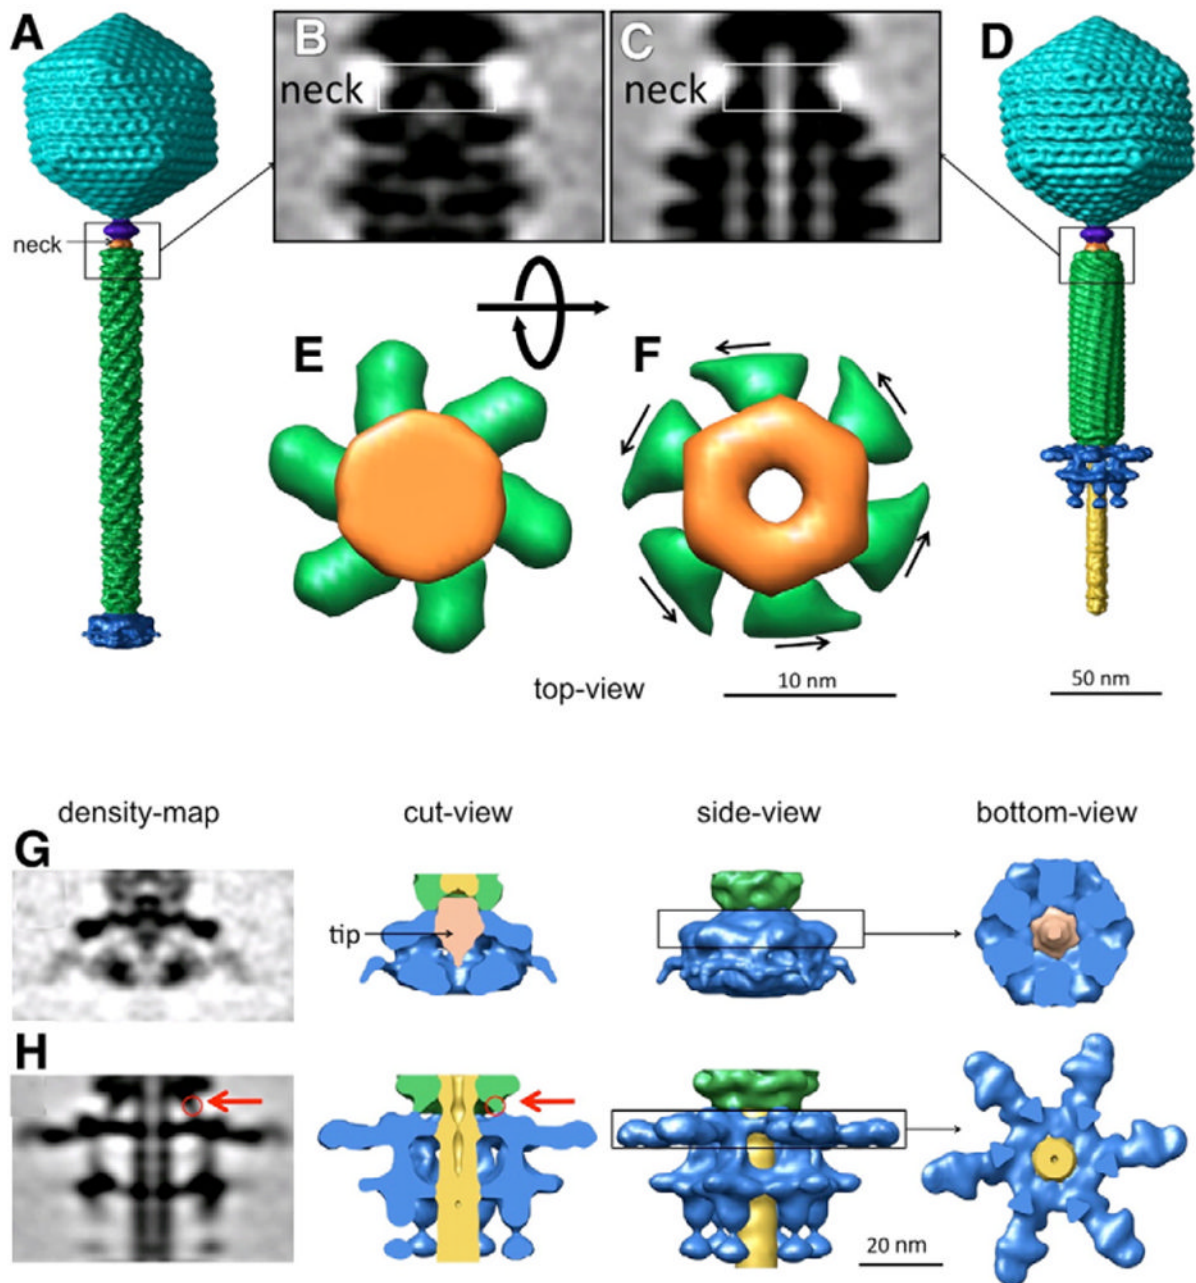 A
B
C
D
neck
neck
neck
E
F
top-view
10 nm
50 nm
density-map
cut-view
side-view
bottom-view
G
tip
H
20 nm